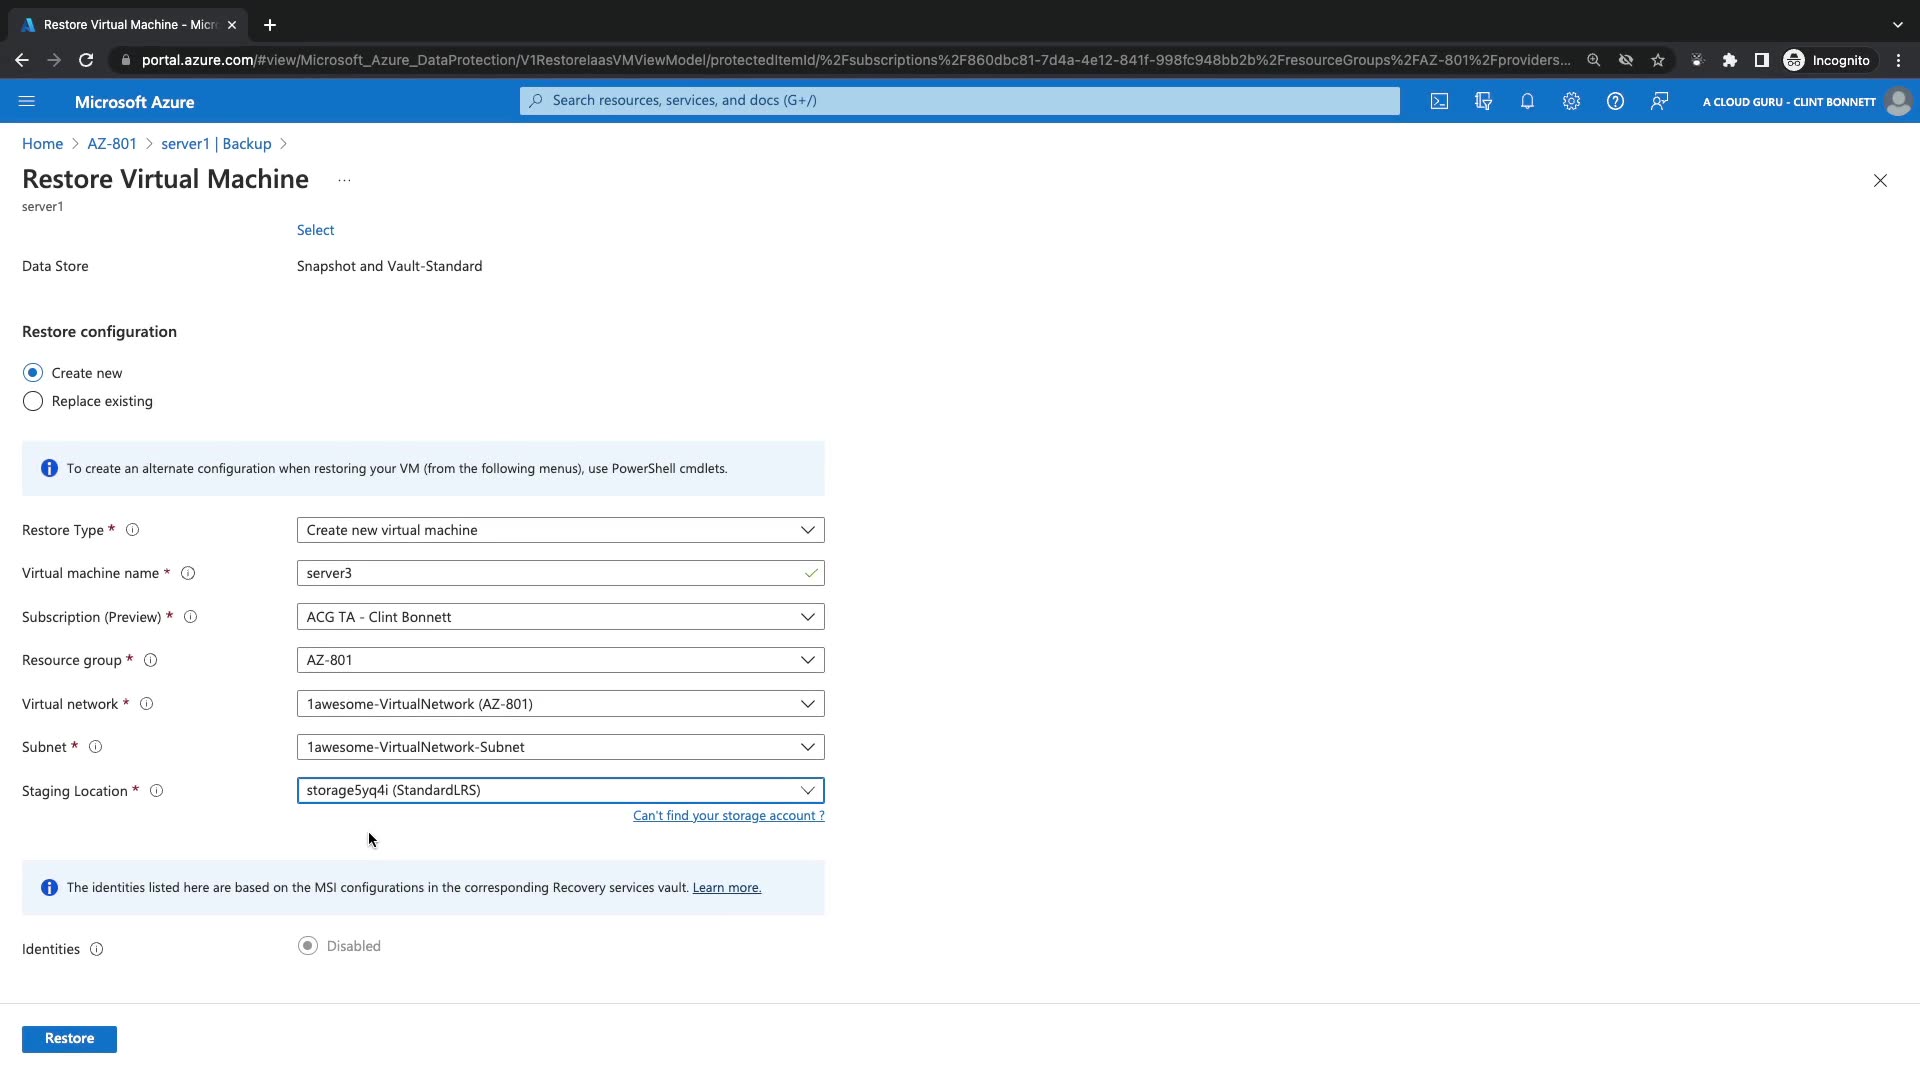 Restore Virtual Machine - Micr
portal.azure.com/#view/Microsoft_Azure_DataProtection/V1RestoreIaasVMViewModel/protectedItemId/%2Fsubscriptions%2F860dbc81-7d4a-4e12-841f-998fc948bb2b%2FresourceGroups%2FAZ-801%2Fproviders...
Incognito
Microsoft Azure
Search resources, services, and docs (G+/)
A CLOUD GURU - CLINT BONNETT
Home > AZ-801 > server1 | Backup >
Restore Virtual Machine ...
server1
Select
Data Store
Snapshot and Vault-Standard
Restore configuration
Create new
Replace existing
To create an alternate configuration when restoring your VM (from the following menus), use PowerShell cmdlets.
Restore Type *
Create new virtual machine
Virtual machine name *
server3
Subscription (Preview) *
ACG TA - Clint Bonnett
Resource group *
AZ-801
Virtual network *
1awesome-VirtualNetwork (AZ-801)
Subnet *
1awesome-VirtualNetwork-Subnet
Staging Location *
storage5yq4i (StandardLRS)
Can't find your storage account ?
The identities listed here are based on the MSI configurations in the corresponding Recovery services vault. Learn more.
Identities
Disabled
Restore